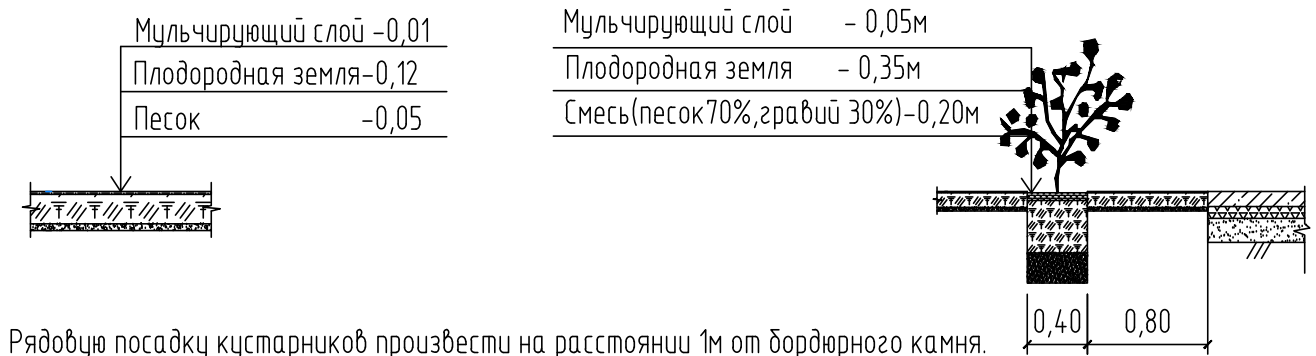 Мульчирующий слой -0,01
Плодородная земля-0,12
Песок -0,05
Мульчирующий слой - 0,05м
Плодородная земля - 0,35м
Смесь(песок70%,гравий 30%)-0,20м
0,40 0,80
Рядовую посадку кустарников произвести на расстоянии 1м от бордюрного камня.